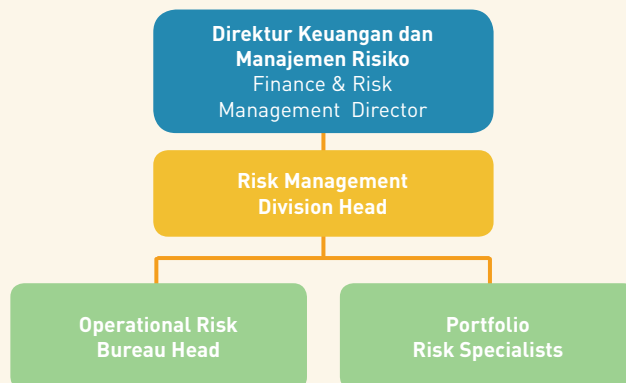 Direktur Keuangan dan
Manajemen Risiko
Finance & Risk
Management Director
Risk Management
Division Head
Operational Risk
Bureau Head
Portfolio
Risk Specialists